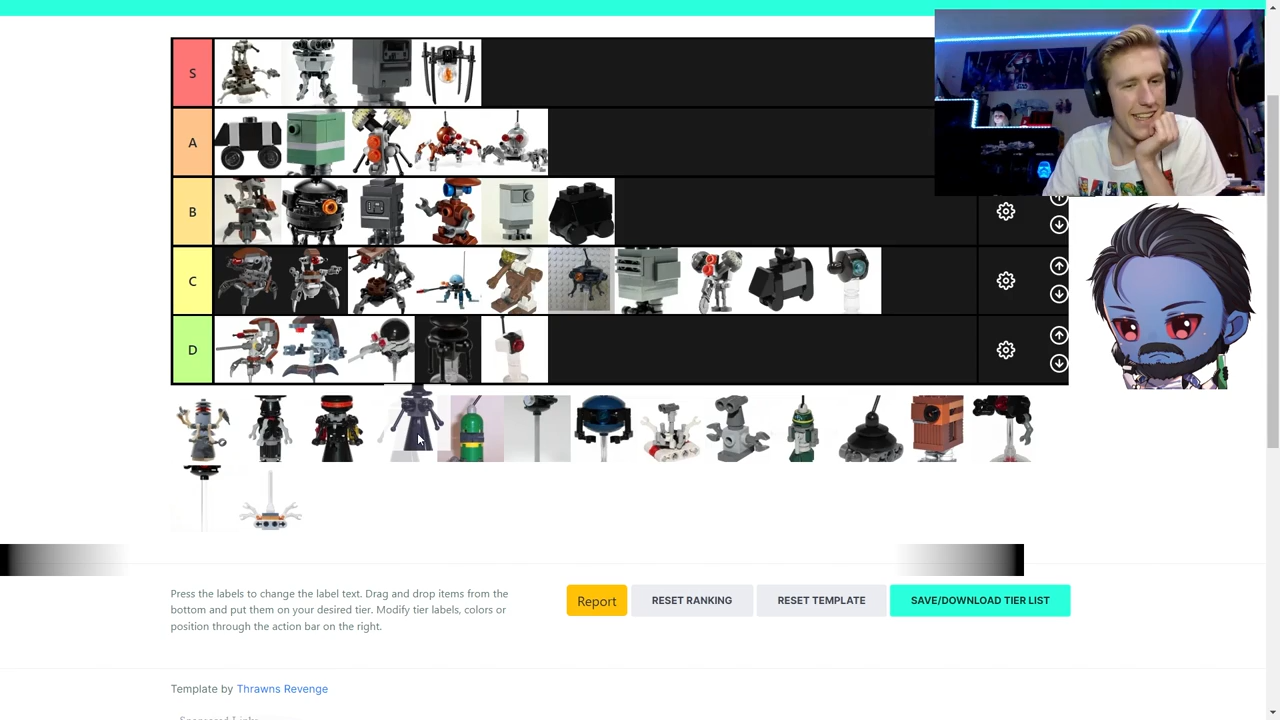 S
A
B
C
D
Press the labels to change the label text. Drag and drop items from the
bottom and put them on your desired tier. Modify tier labels, colors or
position through the action bar on the right.
Report
RESET RANKING
RESET TEMPLATE
SAVE/DOWNLOAD TIER LIST
Template by Thrawns Revenge
Sponsored Links